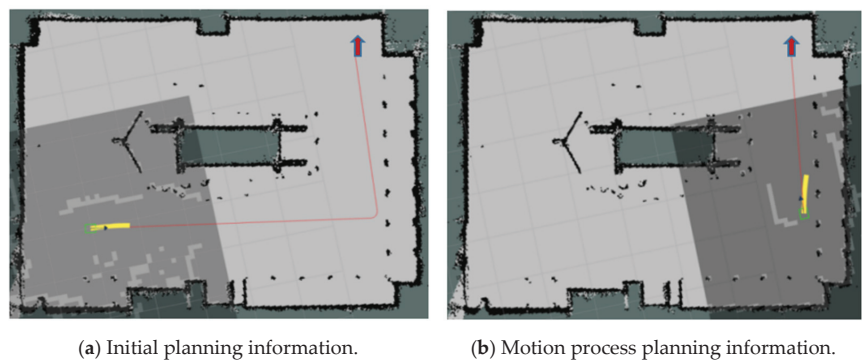 (a) Initial planning information.
(b) Motion process planning information.